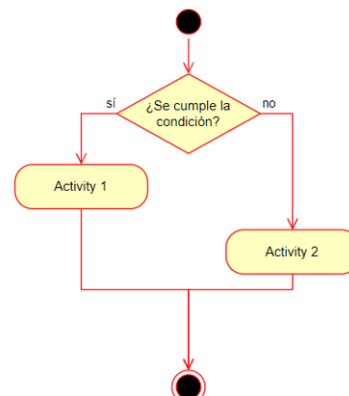 ¿Se cumple la
condición?
sí
no
Activity 1
Activity 2